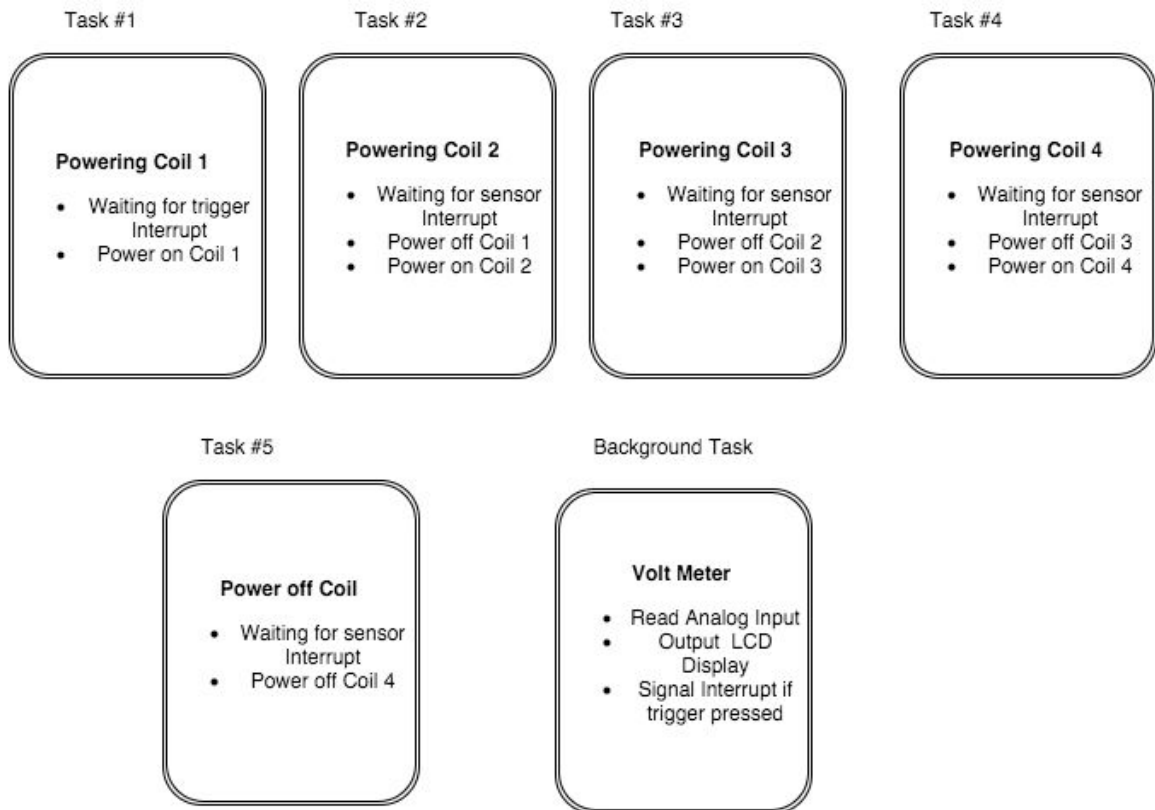 Task #1
Powering Coil 1
• Waiting for trigger
Interrupt
• Power on Coil 1
Task #2
Powering Coil 2
• Waiting for sensor
Interrupt
• Power off Coil 1
• Power on Coil 2
Task #3
Powering Coil 3
• Waiting for sensor
Interrupt
• Power off Coil 2
• Power on Coil 3
Task #4
Powering Coil 4
• Waiting for sensor
Interrupt
• Power off Coil 3
• Power on Coil 4
Task #5
Power off Coil
• Waiting for sensor
Interrupt
• Power off Coil 4
Background Task
Volt Meter
• Read Analog Input
• Output LCD
Display
• Signal Interrupt if
trigger pressed